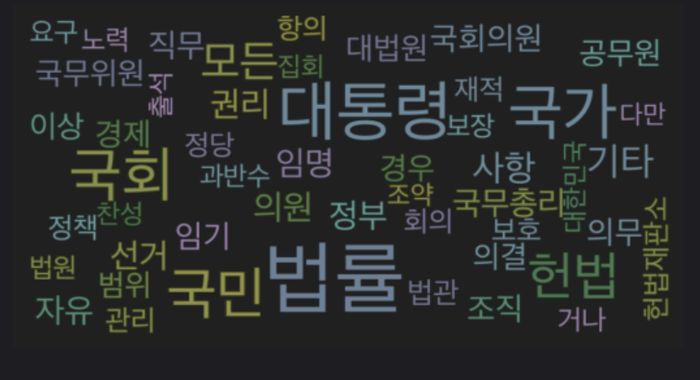 요구
노력
직무
항의
대법원
국회의원
공무원
국무위원
출석
모든
집회
재적
이상
경제
권리
대통령
보장
국가
다만
국회
정당
과반수
임명
경우
사항
대한민국
기타
조약
정책
찬성
의원
정부
회의
국무총리
보호
의무
헌법재판소
임기
법원
선거
범위
국민
법률
법관
의결
헌법
자유
관리
조직
거나